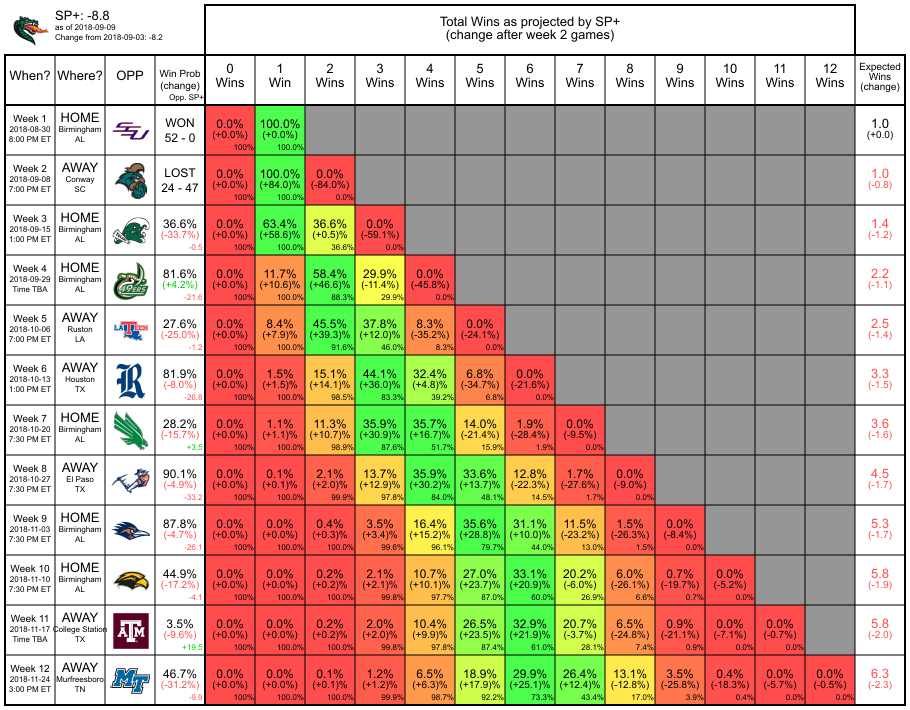 SP+: -8.8
as of 2018-09-09
Change from 2018-09-03: -8.2
Total Wins as projected by SP+
(change after week 2 games)
When? Where? OPP Win Prob (change) Opp. SP+ 0 Wins 1 Win 2 Wins 3 Wins 4 Wins 5 Wins 6 Wins 7 Wins 8 Wins 9 Wins 10 Wins 11 Wins 12 Wins Expected Wins (change)
Week 1 HOME WON 0.0% 100.0% 1.0
2018-08-30 Birmingham 52 - 0 (+0.0%) (+0.0%) (+0.0)
8:00 PM ET AL 100% 100.0%
Week 2 AWAY LOST 0.0% 100.0% 0.0% 1.0
2018-09-08 Conway 24 - 47 (+0.0%) (+84.0)% (-84.0%) (-0.8)
7:00 PM ET SC 100% 100.0% 0.0%
Week 3 HOME 36.6% 0.0% 63.4% 36.6% 0.0% 1.4
2018-09-15 Birmingham (-33.7%) (+0.0%) (+58.6)% (+0.5)% (-59.1%) (-1.2)
1:00 PM ET AL -0.5 100% 100.0% 36.6% 0.0%
Week 4 HOME 49ERS 81.6% 0.0% 11.7% 58.4% 29.9% 0.0% 2.2
2018-09-29 Birmingham (+4.2%) (+0.0%) (+10.6)% (+46.6)% (-11.4%) (-45.8%) (-1.1)
Time TBA AL -21.6 100% 100.0% 88.3% 29.9% 0.0%
Week 5 AWAY LA TECH 27.6% 0.0% 8.4% 45.5% 37.8% 8.3% 0.0% 2.5
2018-10-06 Ruston (-25.0%) (+0.0%) (+7.9)% (+39.3)% (+12.0)% (-35.2%) (-24.1%) (-1.4)
7:00 PM ET LA -1.2 100% 100.0% 91.6% 46.0% 8.3% 0.0%
Week 6 AWAY R 81.9% 0.0% 1.5% 15.1% 44.1% 32.4% 6.8% 0.0% 3.3
2018-10-13 Houston (-8.0%) (+0.0%) (+1.5)% (+14.1)% (+36.0)% (+4.8)% (-34.7%) (-21.6%) (-1.5)
1:00 PM ET TX -26.8 100% 100.0% 98.5% 83.3% 39.2% 6.8% 0.0%
Week 7 HOME 28.2% 0.0% 1.1% 11.3% 35.9% 35.7% 14.0% 1.9% 0.0% 3.6
2018-10-20 Birmingham (-15.7%) (+0.0%) (+1.1)% (+10.7)% (+30.9)% (+16.7)% (-21.4%) (-28.4%) (-9.5%) (-1.6)
7:30 PM ET AL +3.5 100% 100.0% 98.9% 87.6% 51.7% 15.9% 1.9% 0.0%
Week 8 AWAY 90.1% 0.0% 0.1% 2.1% 13.7% 35.9% 33.6% 12.8% 1.7% 0.0% 4.5
2018-10-27 El Paso (-4.9%) (+0.0%) (+0.1)% (+2.0)% (+12.9)% (+30.2)% (+13.7)% (-22.3%) (-27.6%) (-9.0%) (-1.7)
7:30 PM ET TX -33.2 100% 100.0% 99.9% 97.8% 84.0% 48.1% 14.5% 1.7% 0.0%
Week 9 HOME 87.8% 0.0% 0.0% 0.4% 3.5% 16.4% 35.6% 31.1% 11.5% 1.5% 0.0% 5.3
2018-11-03 Birmingham (-4.7%) (+0.0%) (+0.0)% (+0.3)% (+3.4)% (+15.2)% (+28.8)% (+10.0)% (-23.2%) (-26.3%) (-8.4%) (-1.7)
7:30 PM ET AL -26.1 100% 100.0% 100.0% 99.6% 96.1% 79.7% 44.0% 13.0% 1.5% 0.0%
Week 10 HOME 44.9% 0.0% 0.0% 0.2% 2.1% 10.7% 27.0% 33.1% 20.2% 6.0% 0.7% 0.0% 5.8
2018-11-10 Birmingham (-17.2%) (+0.0%) (+0.0)% (+0.2)% (+2.1)% (+10.1)% (+23.7)% (+20.9)% (-6.0%) (-26.1%) (-19.7%) (-5.2%) (-1.9)
7:30 PM ET AL -4.1 100% 100.0% 100.0% 99.8% 97.7% 87.0% 60.0% 26.9% 6.6% 0.7% 0.0%
Week 11 AWAY ATM 3.5% 0.0% 0.0% 0.2% 2.0% 10.4% 26.5% 32.9% 20.7% 6.5% 0.9% 0.0% 0.0% 5.8
2018-11-17 College Station (-9.6%) (+0.0%) (+0.0)% (+0.2)% (+2.0)% (+9.9)% (+23.5)% (+21.9)% (-3.7%) (-24.8%) (-21.1%) (-7.1%) (-0.7%) (-2.0)
Time TBA TX +19.5 100% 100.0% 100.0% 99.8% 97.8% 87.4% 61.0% 28.1% 7.4% 0.9% 0.0% 0.0%
Week 12 AWAY MT 46.7% 0.0% 0.0% 0.1% 1.2% 6.5% 18.9% 29.9% 26.4% 13.1% 3.5% 0.4% 0.0% 0.0% 6.3
2018-11-24 Murfreesboro (-31.2%) (+0.0%) (+0.0)% (+0.1)% (+1.2)% (+6.3)% (+17.9)% (+25.1)% (+12.4)% (-12.8%) (-25.8%) (-18.3%) (-5.7%) (-0.5%) (-2.3)
3:00 PM ET TN -9.9 100% 100.0% 100.0% 99.9% 98.7% 92.2% 73.3% 43.4% 17.0% 3.9% 0.4% 0.0% 0.0%